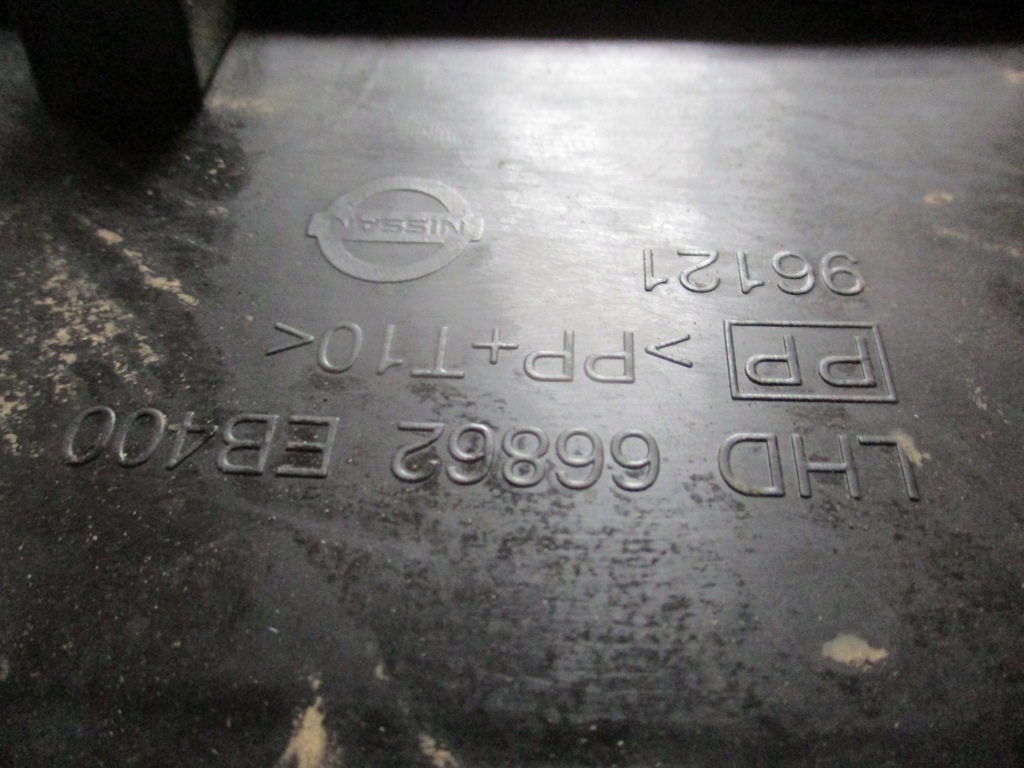 LHD 66862 EB400
PP >PP+T10<
96121
NISSAN